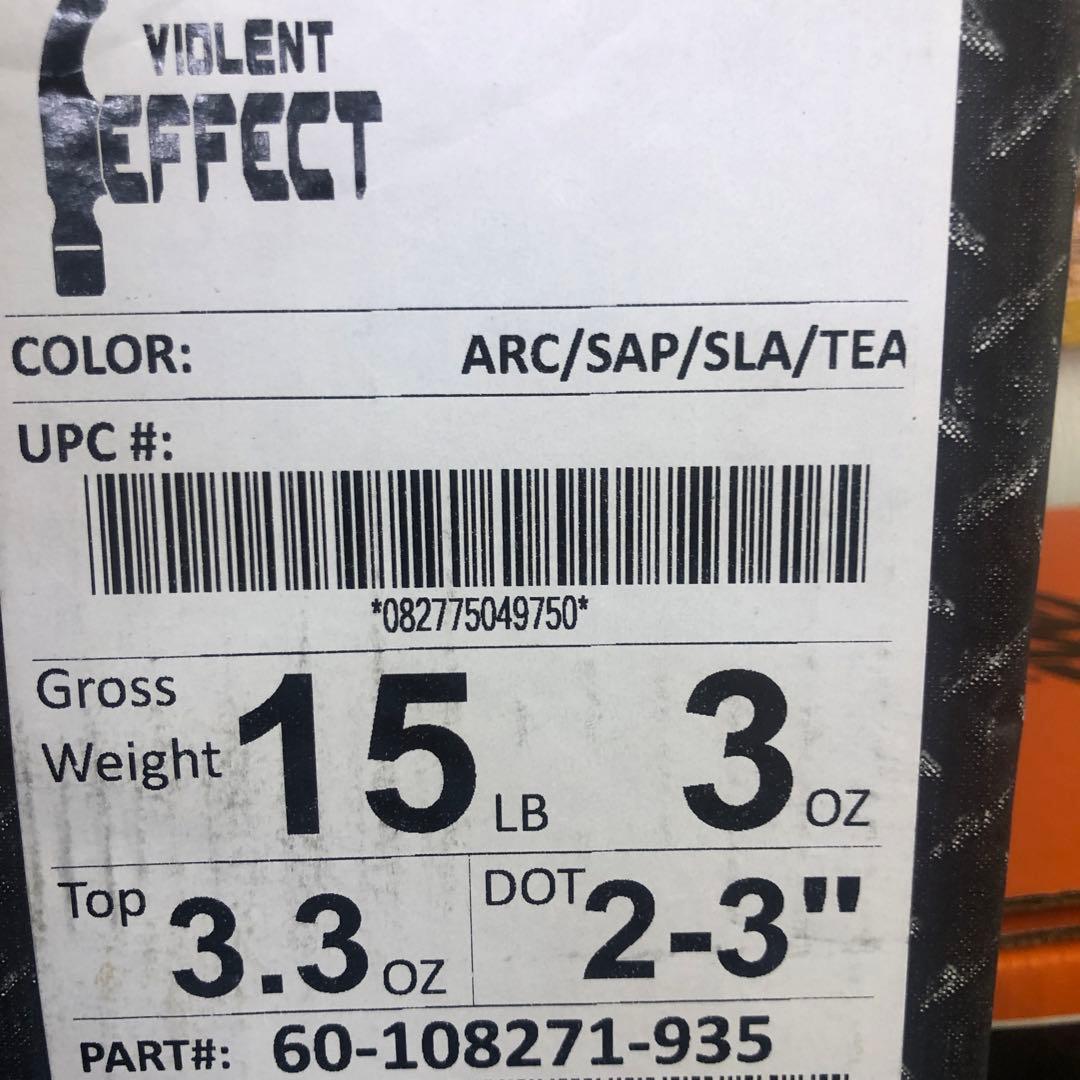 VIOLENT
EFFECT
COLOR: ARC/SAP/SLA/TEA
UPC #:
*082775049750*
Gross
Weight 15 LB 3 OZ
Top 3.3 OZ DOT 2-3"
PART#: 60-108271-935